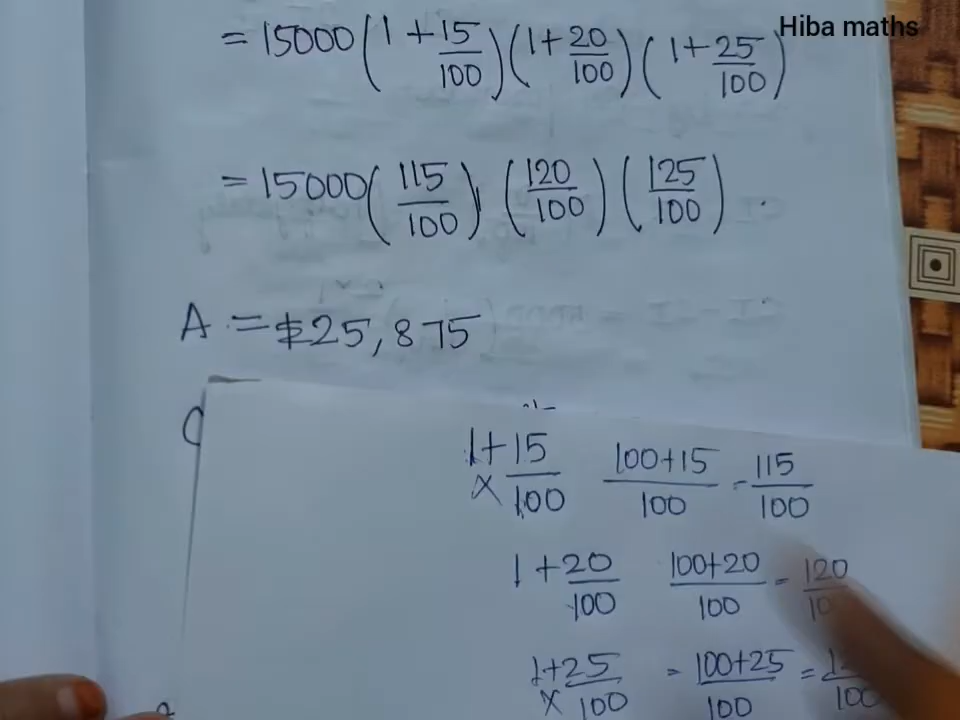 Hiba maths
= 15000 (1 + 15/100) (1 + 20/100) (1 + 25/100)
= 15000 (115/100) (120/100) (125/100) .
A = $25,875
1 + 15/100 100+15/100 - 115/100
1 + 20/100 100+20/100 - 120/
1 + 25/100 = 100+25/100 = /100